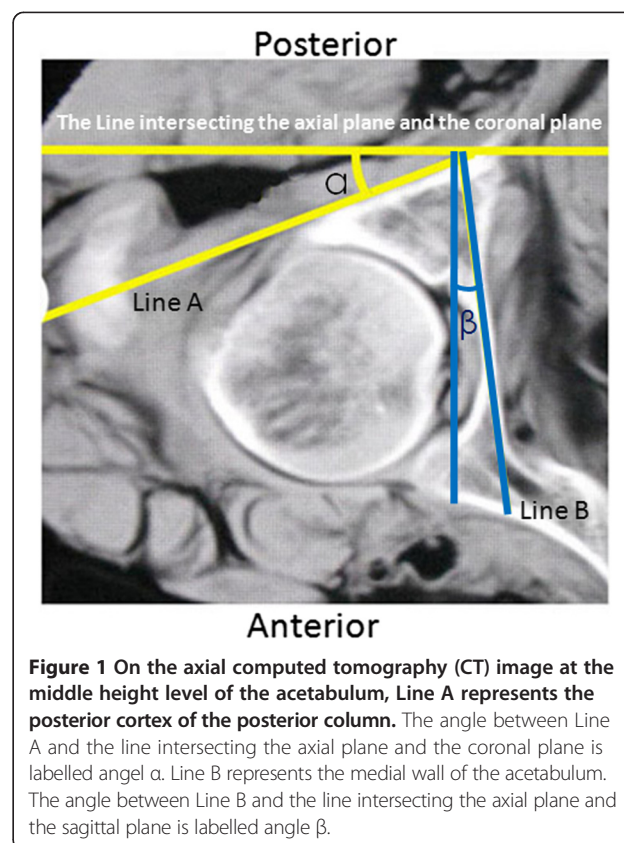 Posterior
The Line intersecting the axial plane and the coronal plane
α
Line A
β
Line B
Anterior
Figure 1 On the axial computed tomography (CT) image at the
middle height level of the acetabulum, Line A represents the
posterior cortex of the posterior column. The angle between Line
A and the line intersecting the axial plane and the coronal plane is
labelled angel α. Line B represents the medial wall of the acetabulum.
The angle between Line B and the line intersecting the axial plane and
the sagittal plane is labelled angle β.